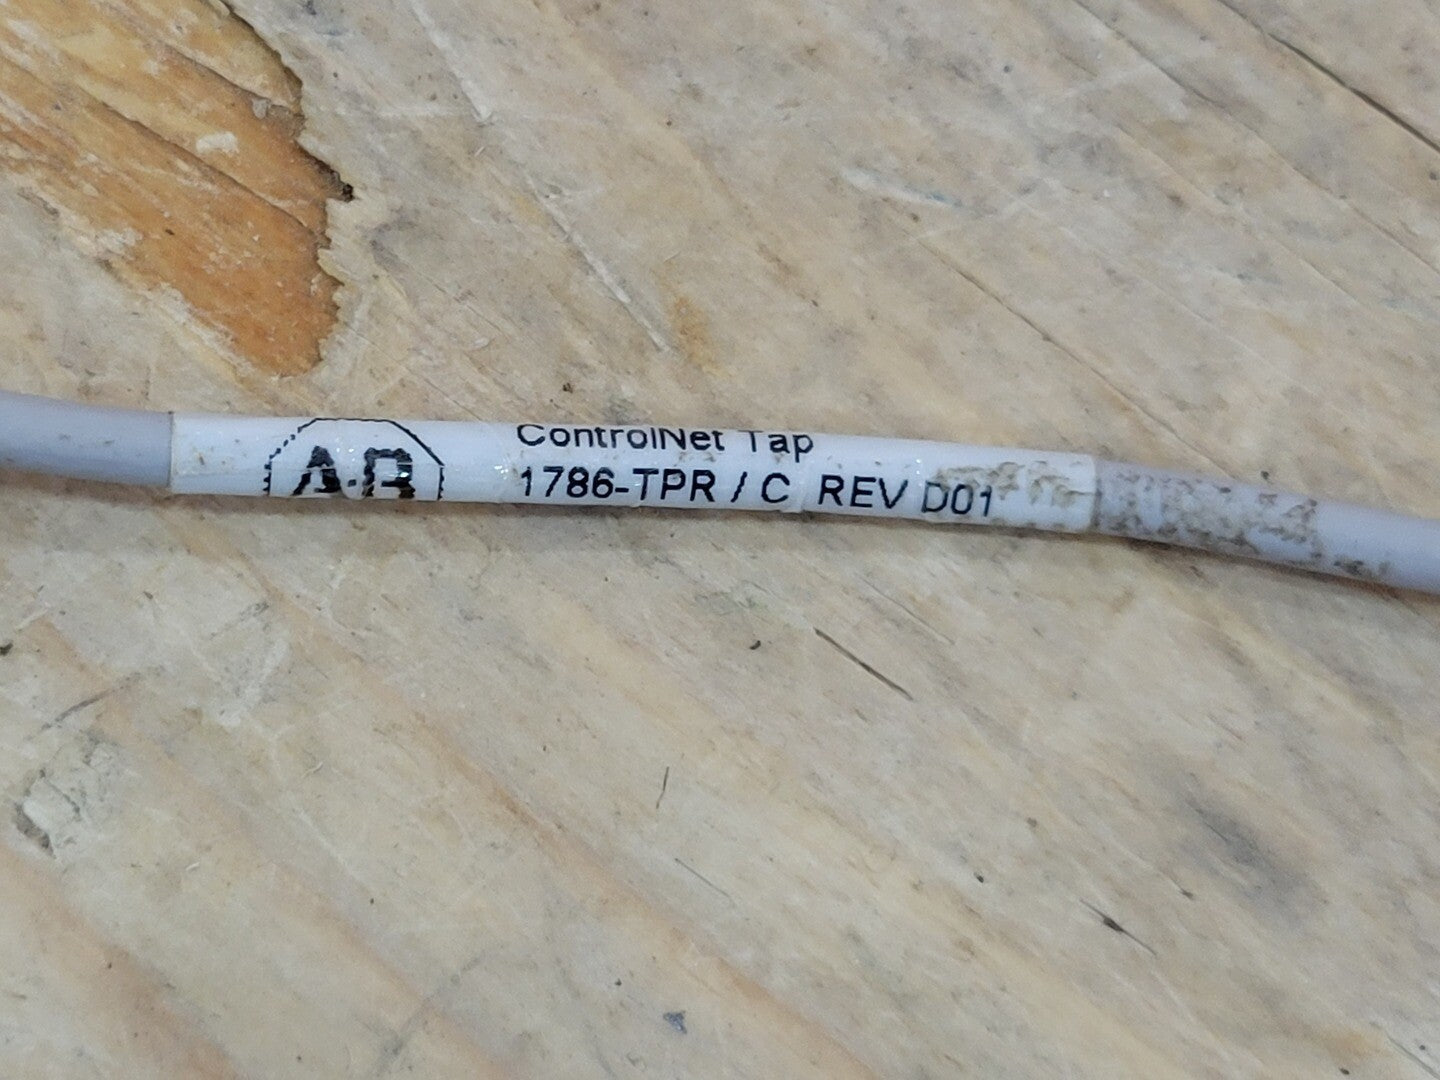 A-B
ControlNet Tap
1786-TPR / C REV D01